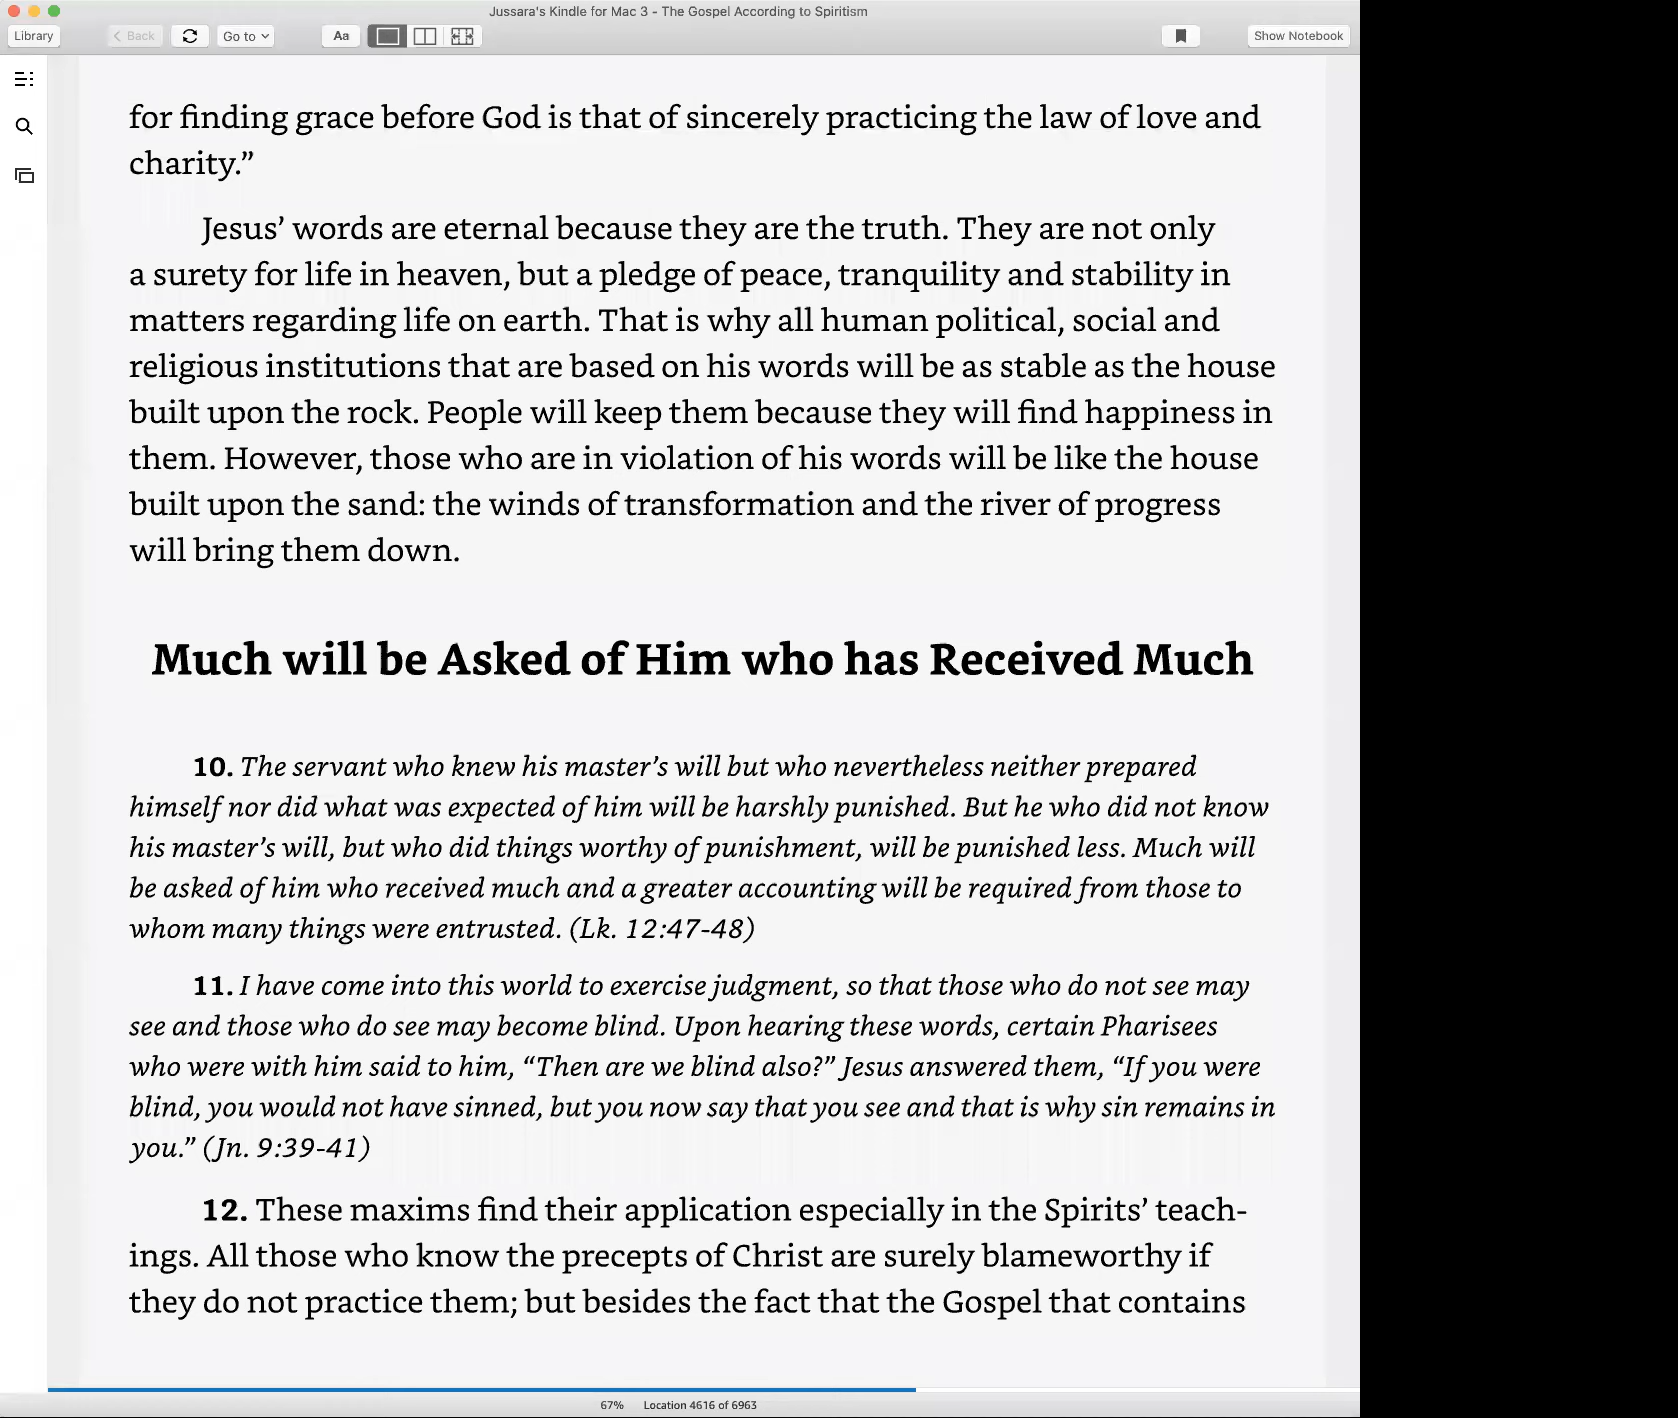 Jussara's Kindle for Mac 3 - The Gospel According to Spiritism
Library
Back
Go to
Aa
Show Notebook
for finding grace before God is that of sincerely practicing the law of love and
charity.”
Jesus’ words are eternal because they are the truth. They are not only
a surety for life in heaven, but a pledge of peace, tranquility and stability in
matters regarding life on earth. That is why all human political, social and
religious institutions that are based on his words will be as stable as the house
built upon the rock. People will keep them because they will find happiness in
them. However, those who are in violation of his words will be like the house
built upon the sand: the winds of transformation and the river of progress
will bring them down.
Much will be Asked of Him who has Received Much
10. The servant who knew his master’s will but who nevertheless neither prepared
himself nor did what was expected of him will be harshly punished. But he who did not know
his master’s will, but who did things worthy of punishment, will be punished less. Much will
be asked of him who received much and a greater accounting will be required from those to
whom many things were entrusted. (Lk. 12:47-48)
11. I have come into this world to exercise judgment, so that those who do not see may
see and those who do see may become blind. Upon hearing these words, certain Pharisees
who were with him said to him, “Then are we blind also?” Jesus answered them, “If you were
blind, you would not have sinned, but you now say that you see and that is why sin remains in
you.” (Jn. 9:39-41)
12. These maxims find their application especially in the Spirits’ teach-
ings. All those who know the precepts of Christ are surely blameworthy if
they do not practice them; but besides the fact that the Gospel that contains
67% Location 4616 of 6963